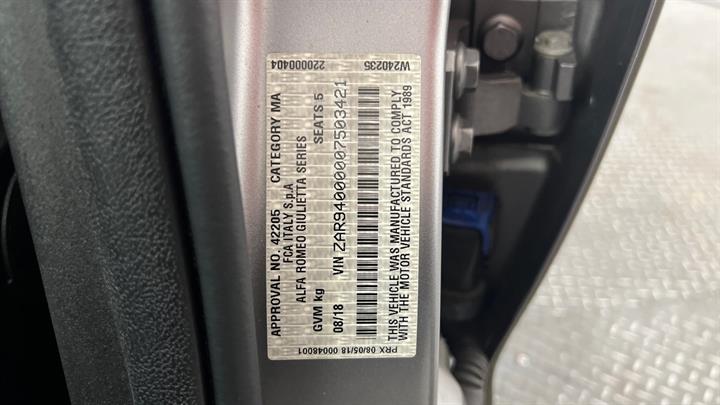 220000404
W240235
APPROVAL NO. 42205 CATEGORY MA
FCA ITALY S.p.A
ALFA ROMEO GIULIETTA SERIES
GVM kg SEATS 5
08/18 VIN ZAR94000007503421
THIS VEHICLE WAS MANUFACTURED TO COMPLY
WITH THE MOTOR VEHICLE STANDARDS ACT 1989
PRX 08/05/18 00048001